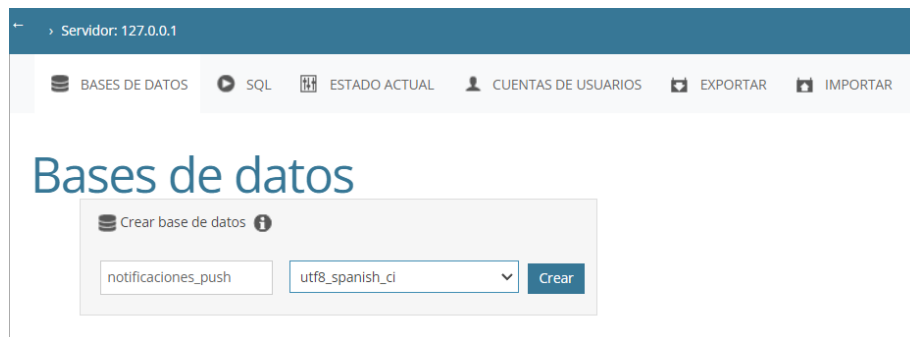 ← › Servidor: 127.0.0.1
BASES DE DATOS SQL ESTADO ACTUAL CUENTAS DE USUARIOS EXPORTAR IMPORTAR
Bases de datos
Crear base de datos
notificaciones_push utf8_spanish_ci Crear